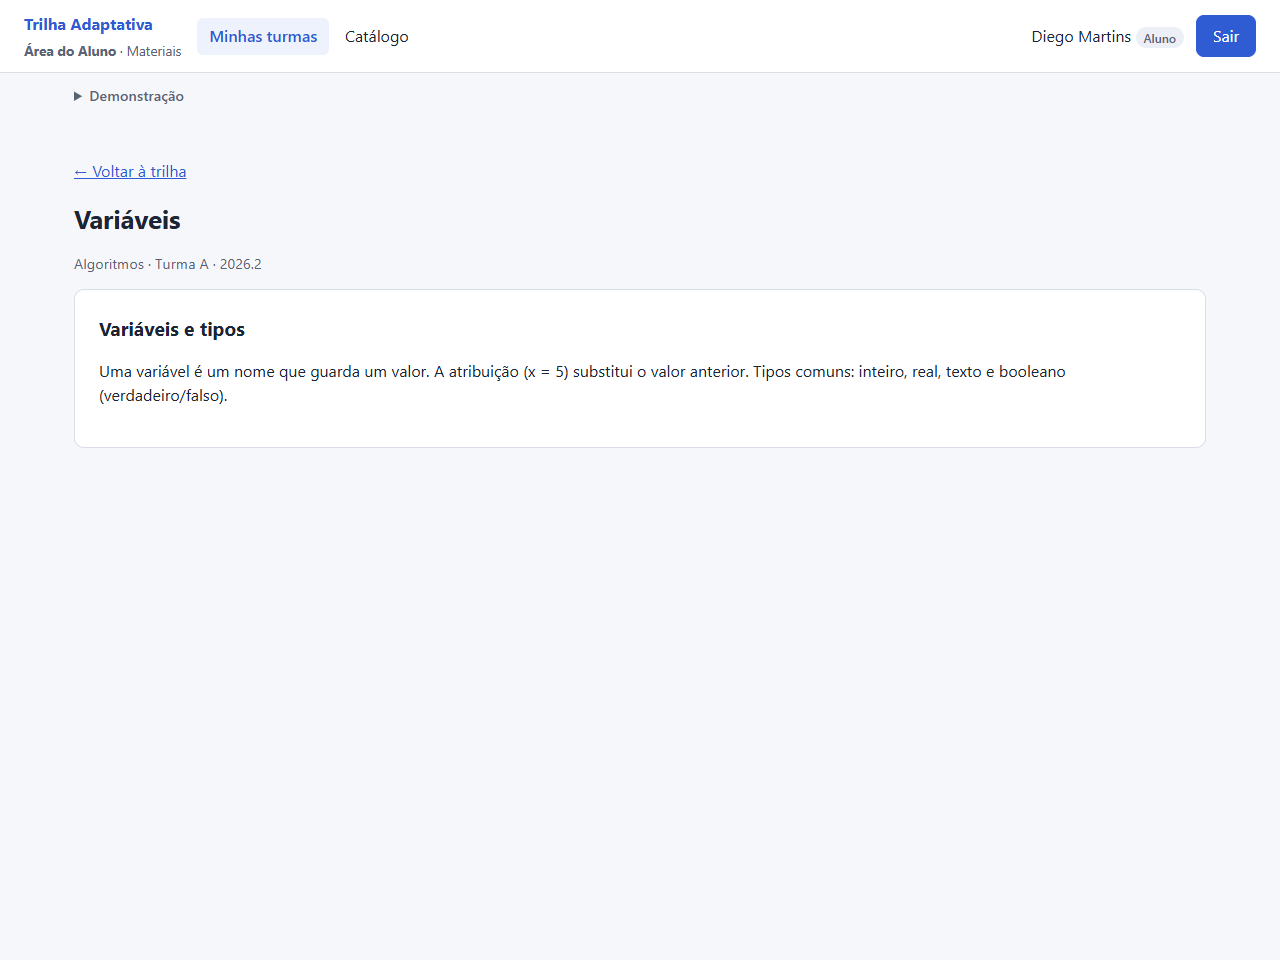 Trilha Adaptativa
Área do Aluno · Materiais
Minhas turmas
Catálogo
Diego Martins
Aluno
Sair
▶ Demonstração
← Voltar à trilha
Variáveis
Algoritmos · Turma A · 2026.2
Variáveis e tipos
Uma variável é um nome que guarda um valor. A atribuição (x = 5) substitui o valor anterior. Tipos comuns: inteiro, real, texto e booleano
(verdadeiro/falso).